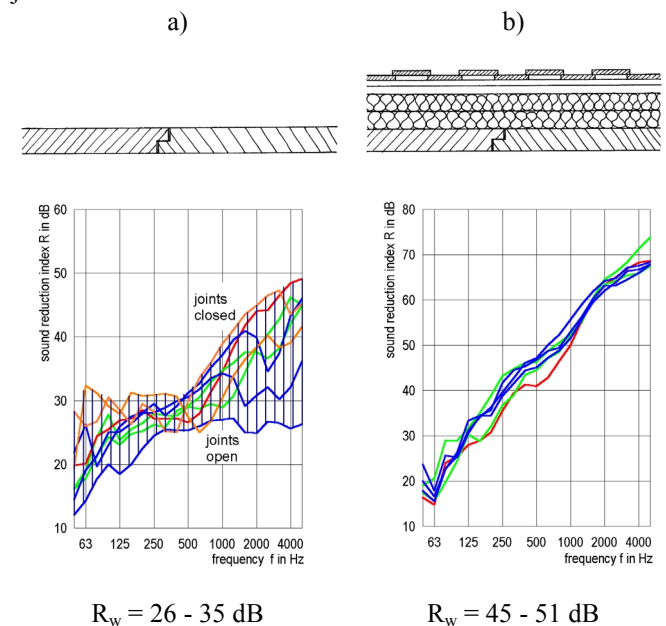 a)
b)
60
50
40
30
20
10
sound reduction index R in dB
joints
closed
joints
open
63 125 250 500 1000 2000 4000
frequency f in Hz
80
70
60
50
40
30
20
10
sound reduction index R in dB
63 125 250 500 1000 2000 4000
frequency f in Hz
R_w = 26 - 35 dB
R_w = 45 - 51 dB